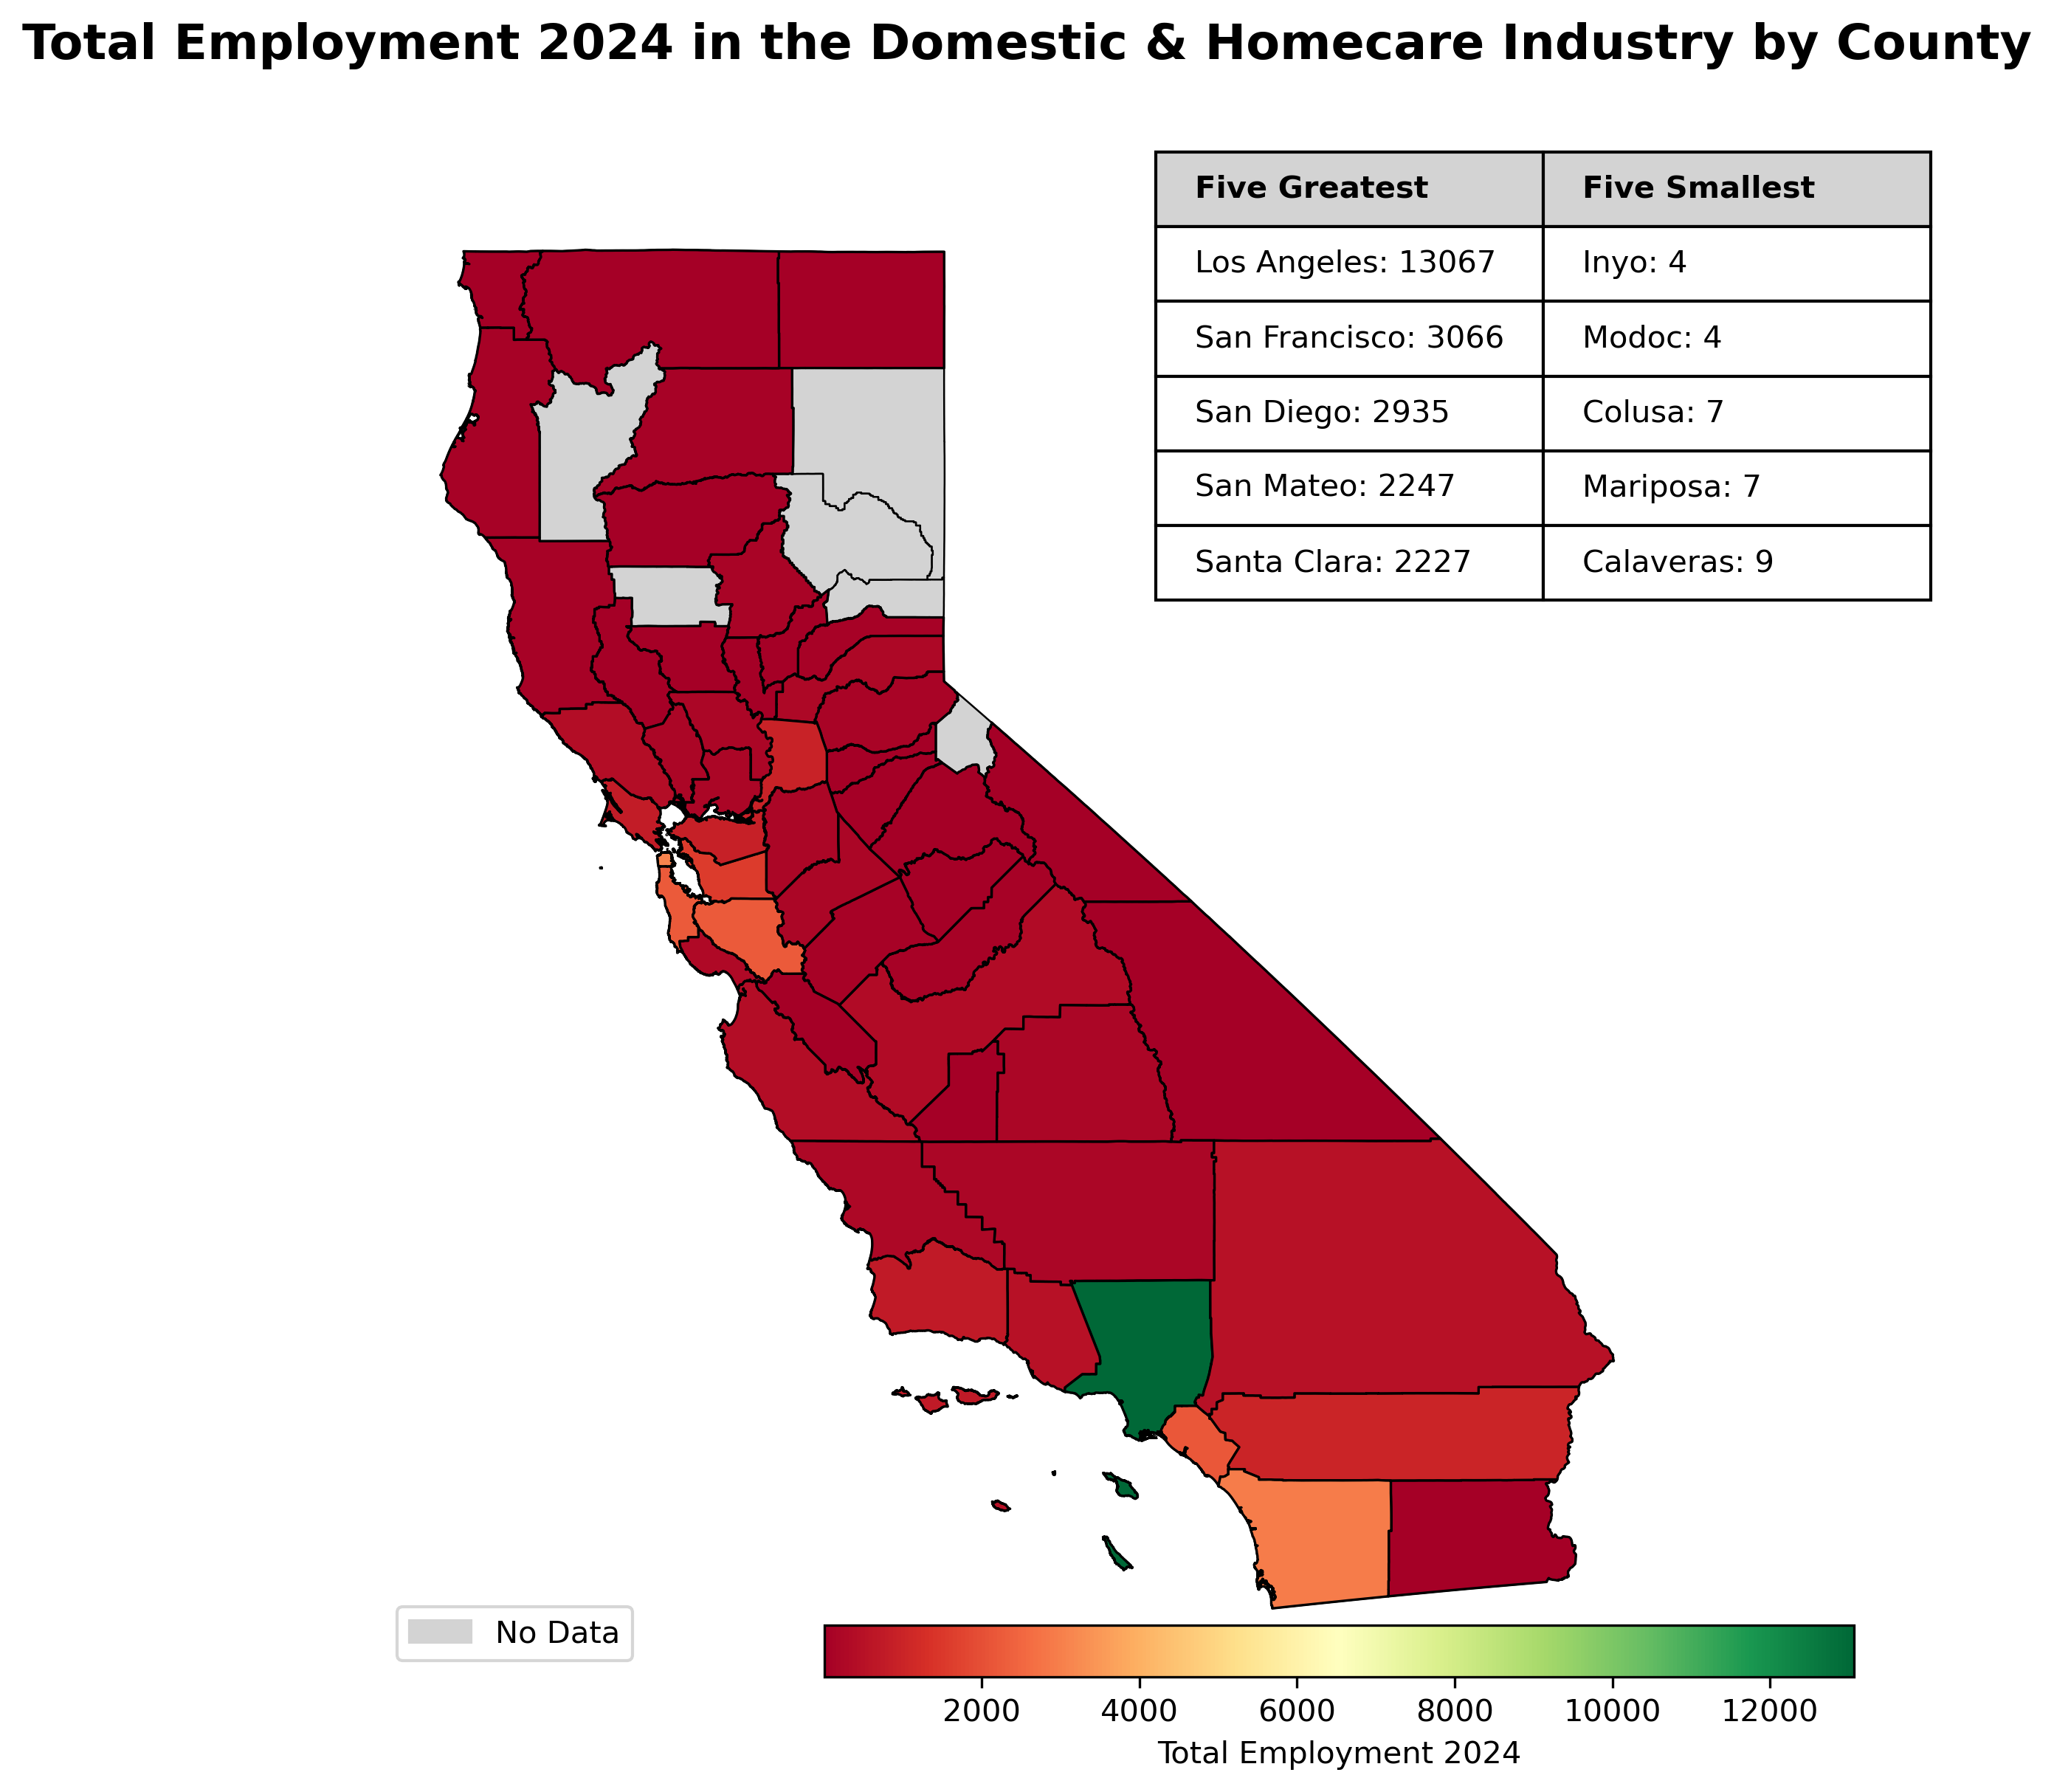 Total Employment 2024 in the Domestic & Homecare Industry by County
Five Greatest Five Smallest
Los Angeles: 13067 Inyo: 4
San Francisco: 3066 Modoc: 4
San Diego: 2935 Colusa: 7
San Mateo: 2247 Mariposa: 7
Santa Clara: 2227 Calaveras: 9
No Data
2000 4000 6000 8000 10000 12000
Total Employment 2024